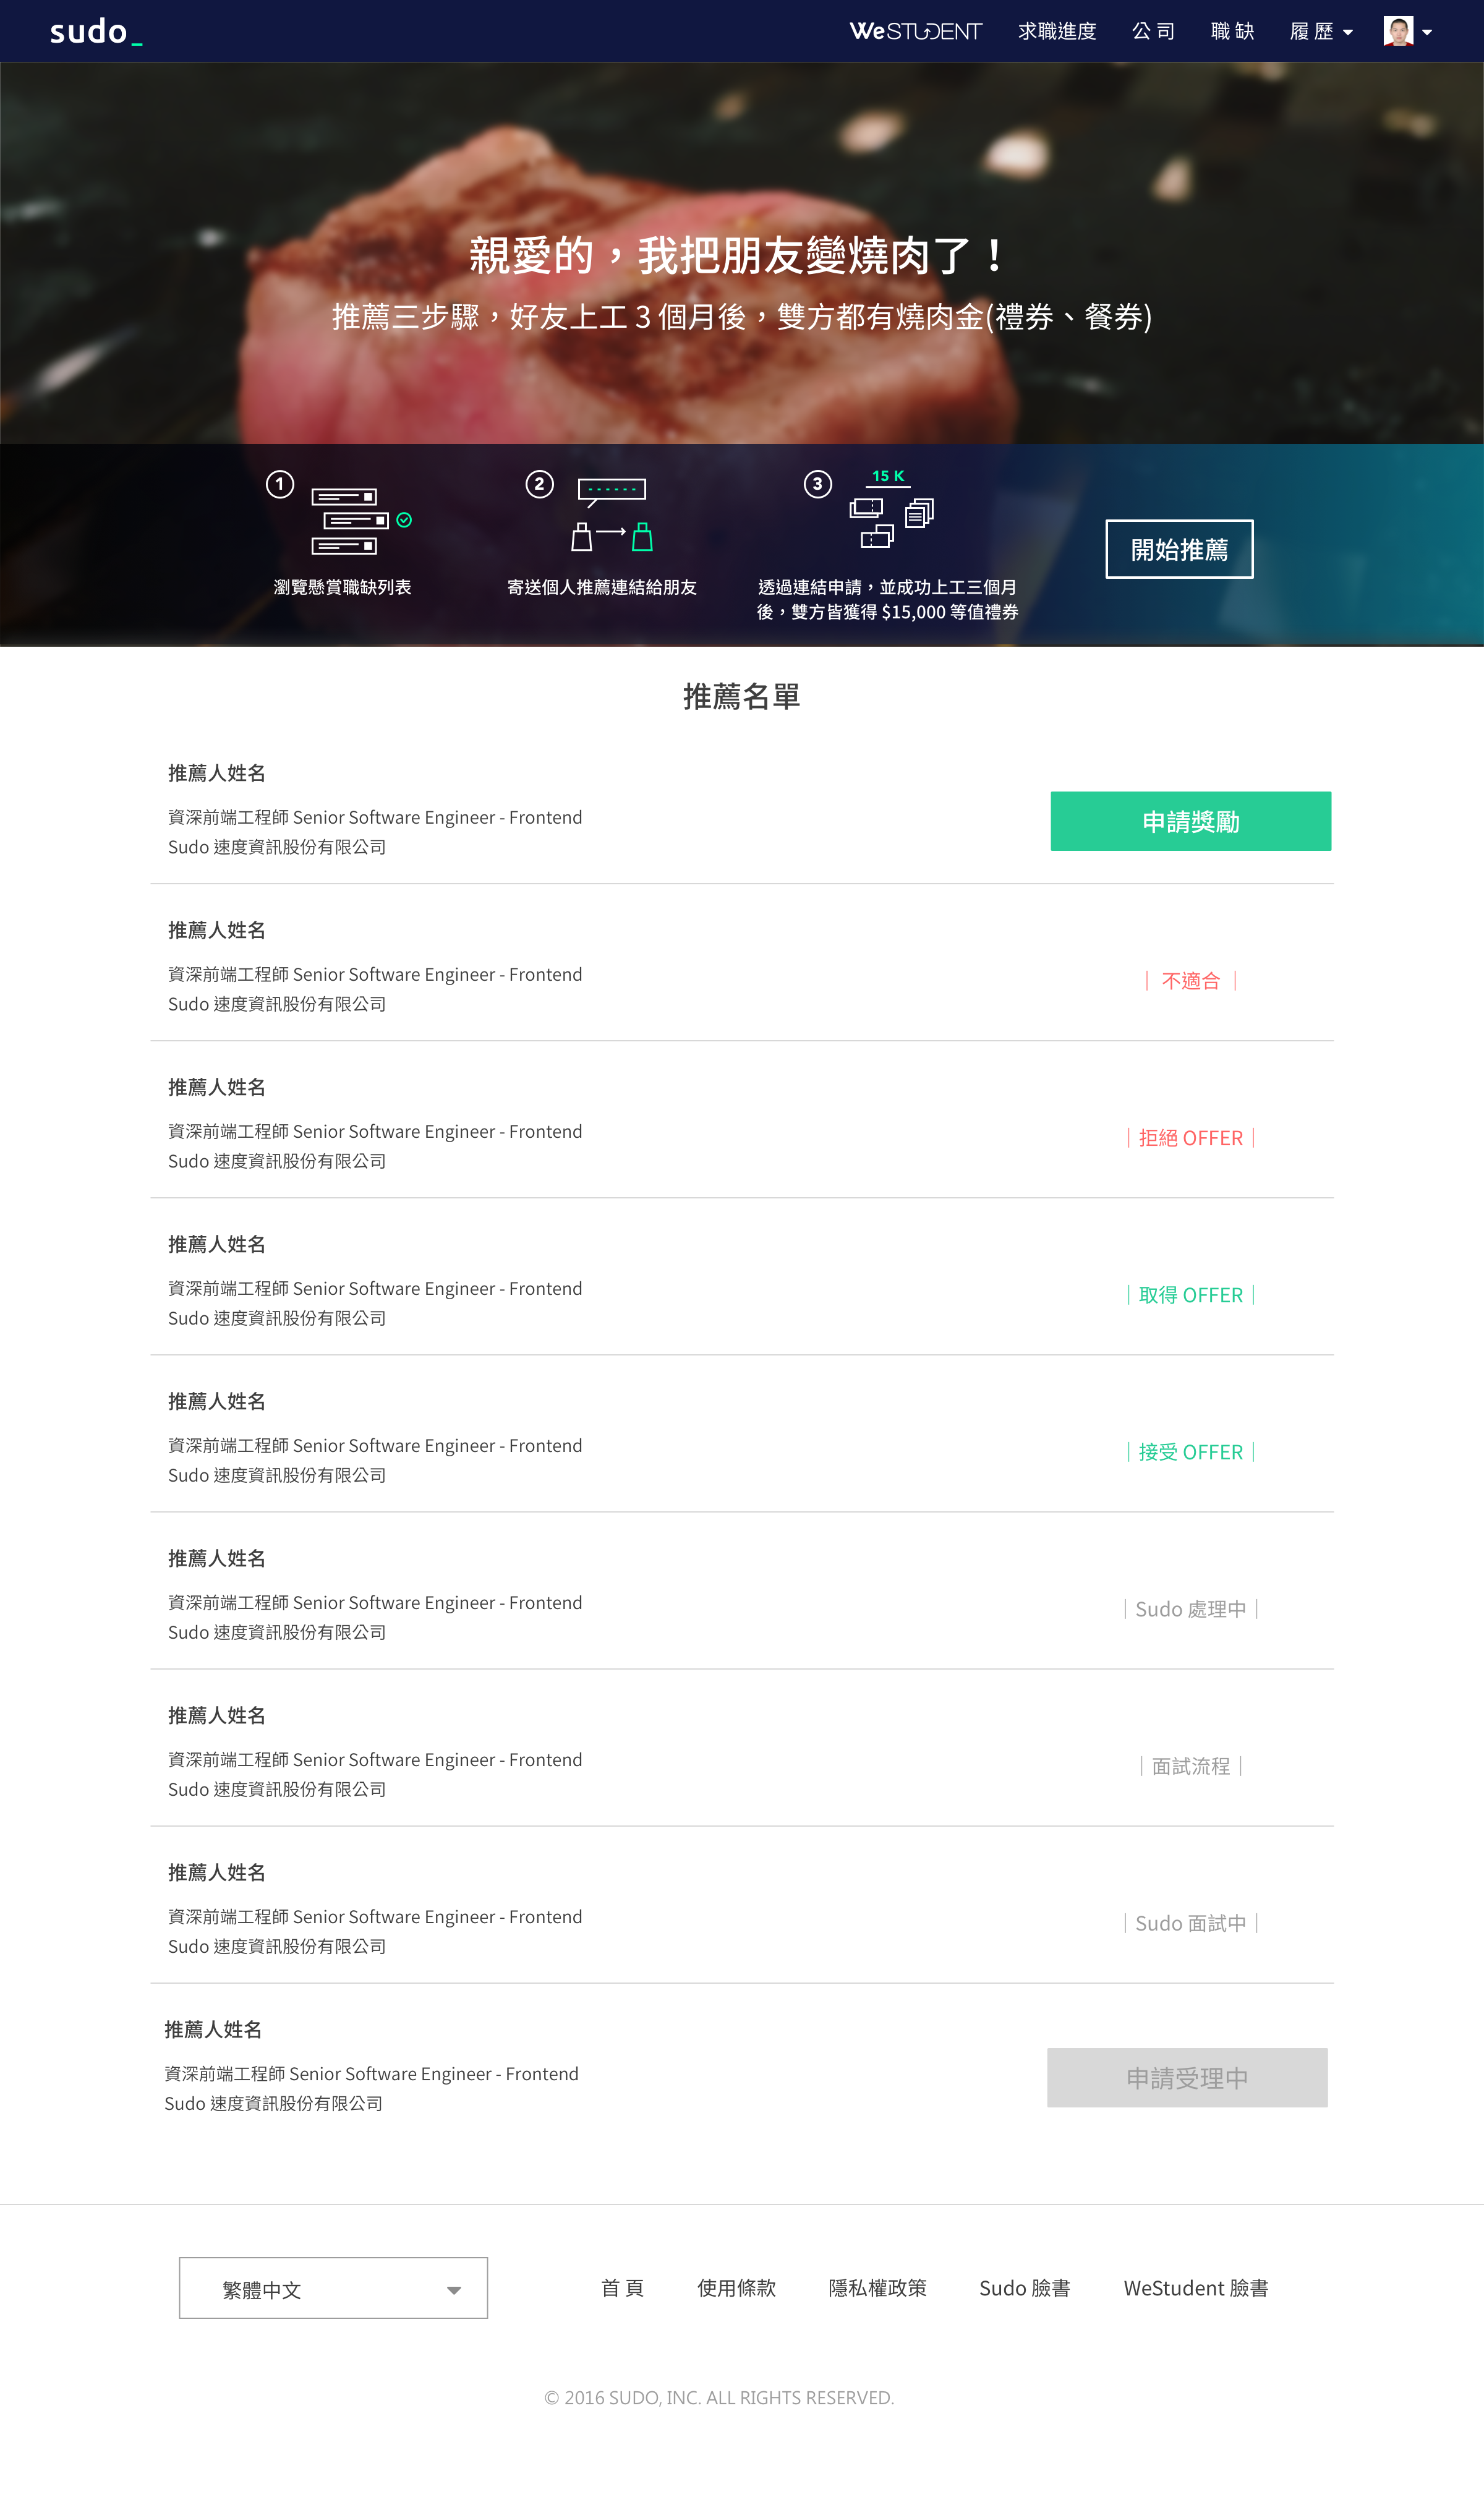 sudo_
WeSTUDENT 求職進度 公司 職缺 履歷
親愛的，我把朋友變燒肉了！
推薦三步驟，好友上工 3 個月後，雙方都有燒肉金(禮券、餐券)
1
瀏覽懸賞職缺列表
2
寄送個人推薦連結給朋友
3
15 K
透過連結申請，並成功上工三個月
後，雙方皆獲得 $15,000 等值禮券
開始推薦
推薦名單
推薦人姓名
資深前端工程師 Senior Software Engineer - Frontend
Sudo 速度資訊股份有限公司
申請獎勵
推薦人姓名
資深前端工程師 Senior Software Engineer - Frontend
Sudo 速度資訊股份有限公司
｜ 不適合 ｜
推薦人姓名
資深前端工程師 Senior Software Engineer - Frontend
Sudo 速度資訊股份有限公司
｜拒絕 OFFER｜
推薦人姓名
資深前端工程師 Senior Software Engineer - Frontend
Sudo 速度資訊股份有限公司
｜取得 OFFER｜
推薦人姓名
資深前端工程師 Senior Software Engineer - Frontend
Sudo 速度資訊股份有限公司
｜接受 OFFER｜
推薦人姓名
資深前端工程師 Senior Software Engineer - Frontend
Sudo 速度資訊股份有限公司
｜Sudo 處理中｜
推薦人姓名
資深前端工程師 Senior Software Engineer - Frontend
Sudo 速度資訊股份有限公司
｜面試流程｜
推薦人姓名
資深前端工程師 Senior Software Engineer - Frontend
Sudo 速度資訊股份有限公司
｜Sudo 面試中｜
推薦人姓名
資深前端工程師 Senior Software Engineer - Frontend
Sudo 速度資訊股份有限公司
申請受理中
繁體中文
首頁 使用條款 隱私權政策 Sudo 臉書 WeStudent 臉書
© 2016 SUDO, INC. ALL RIGHTS RESERVED.